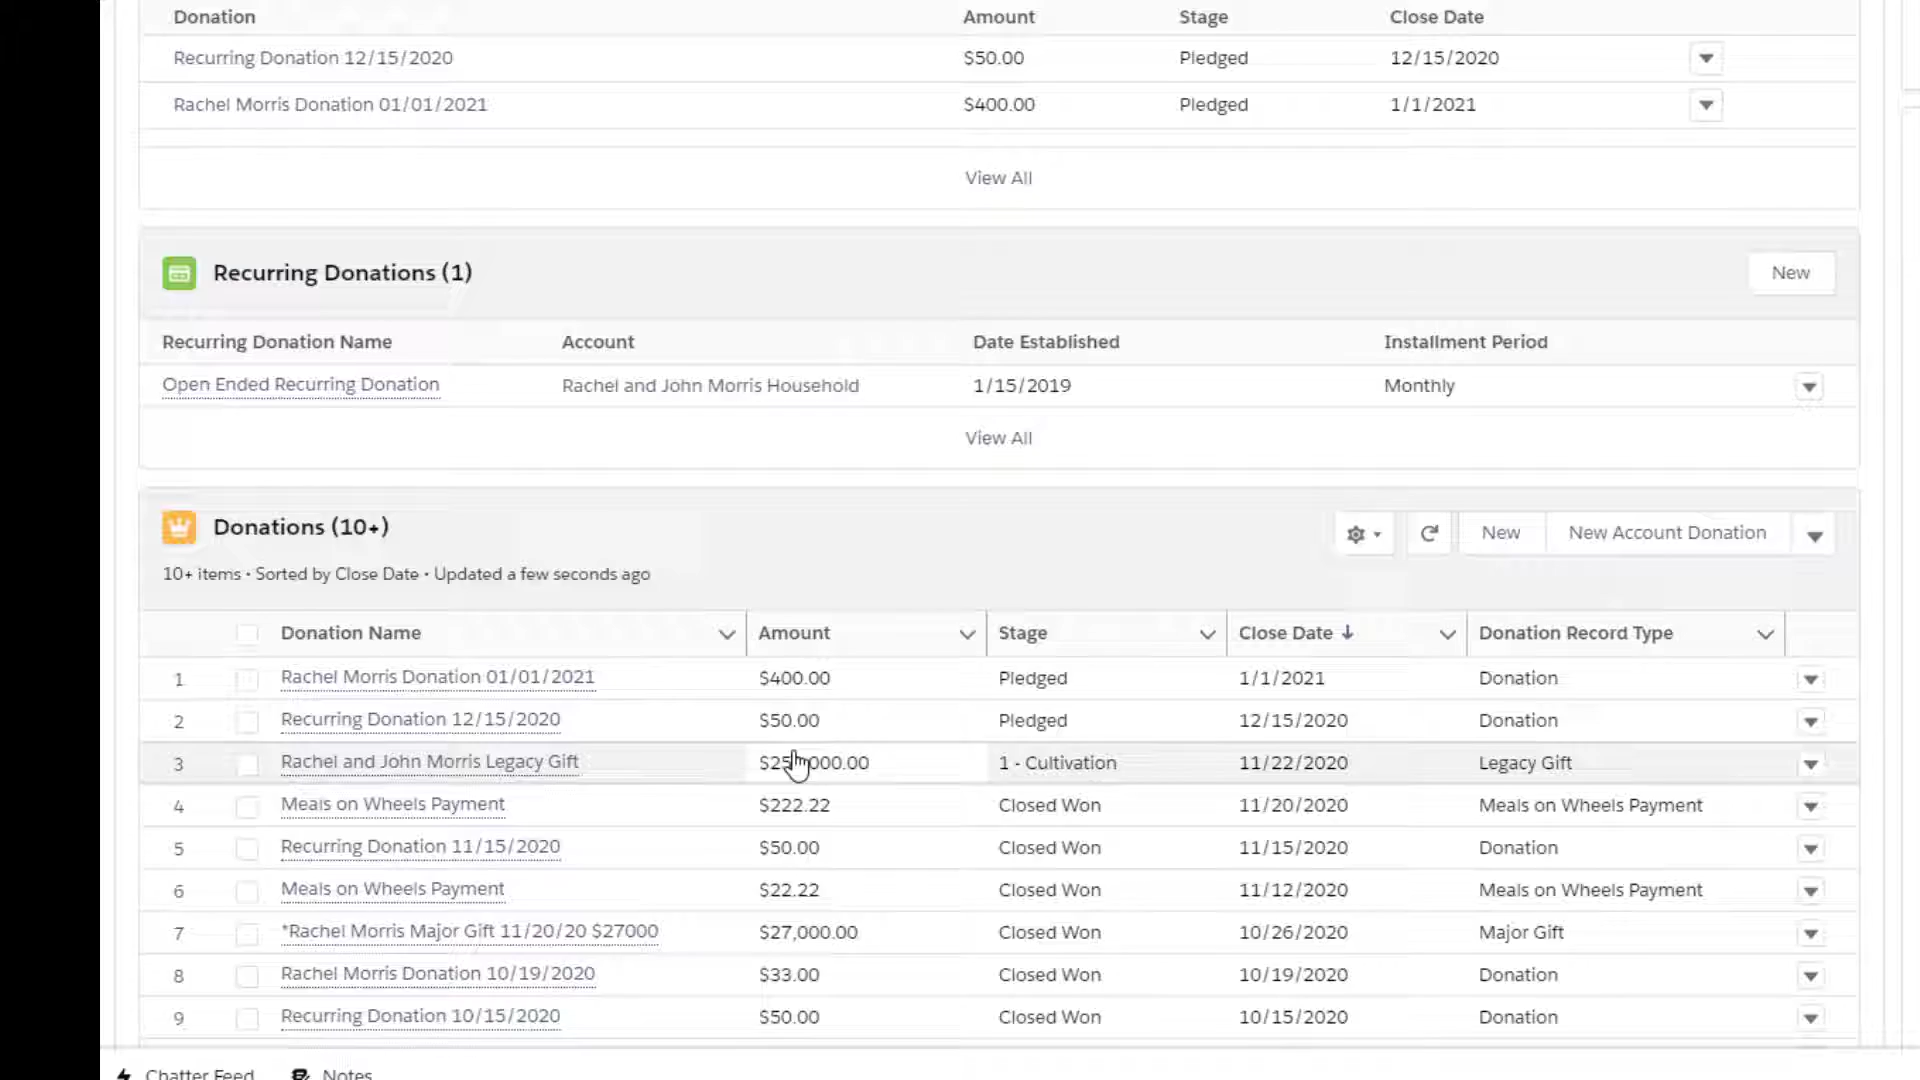 Donation Amount Stage Close Date
Recurring Donation 12/15/2020 $50.00 Pledged 12/15/2020
Rachel Morris Donation 01/01/2021 $400.00 Pledged 1/1/2021
View All
Recurring Donations (1) New
Recurring Donation Name Account Date Established Installment Period
Open Ended Recurring Donation Rachel and John Morris Household 1/15/2019 Monthly
View All
Donations (10+) New New Account Donation
10+ items • Sorted by Close Date • Updated a few seconds ago
Donation Name Amount Stage Close Date Donation Record Type
1 Rachel Morris Donation 01/01/2021 $400.00 Pledged 1/1/2021 Donation
2 Recurring Donation 12/15/2020 $50.00 Pledged 12/15/2020 Donation
3 Rachel and John Morris Legacy Gift 1 - Cultivation 11/22/2020 Legacy Gift
4 Meals on Wheels Payment $222.22 Closed Won 11/20/2020 Meals on Wheels Payment
5 Recurring Donation 11/15/2020 $50.00 Closed Won 11/15/2020 Donation
6 Meals on Wheels Payment $22.22 Closed Won 11/12/2020 Meals on Wheels Payment
7 *Rachel Morris Major Gift 11/20/20 $27000 $27,000.00 Closed Won 10/26/2020 Major Gift
8 Rachel Morris Donation 10/19/2020 $33.00 Closed Won 10/19/2020 Donation
9 Recurring Donation 10/15/2020 $50.00 Closed Won 10/15/2020 Donation
Chatter Feed Notes